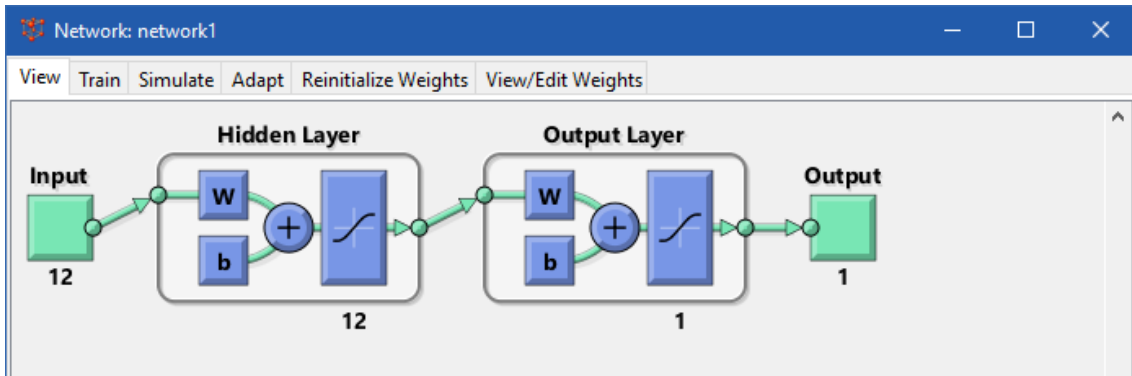 Network: network1
View Train Simulate Adapt Reinitialize Weights View/Edit Weights
Hidden Layer Output Layer
Input Output
W W
b b
12 1
12 1